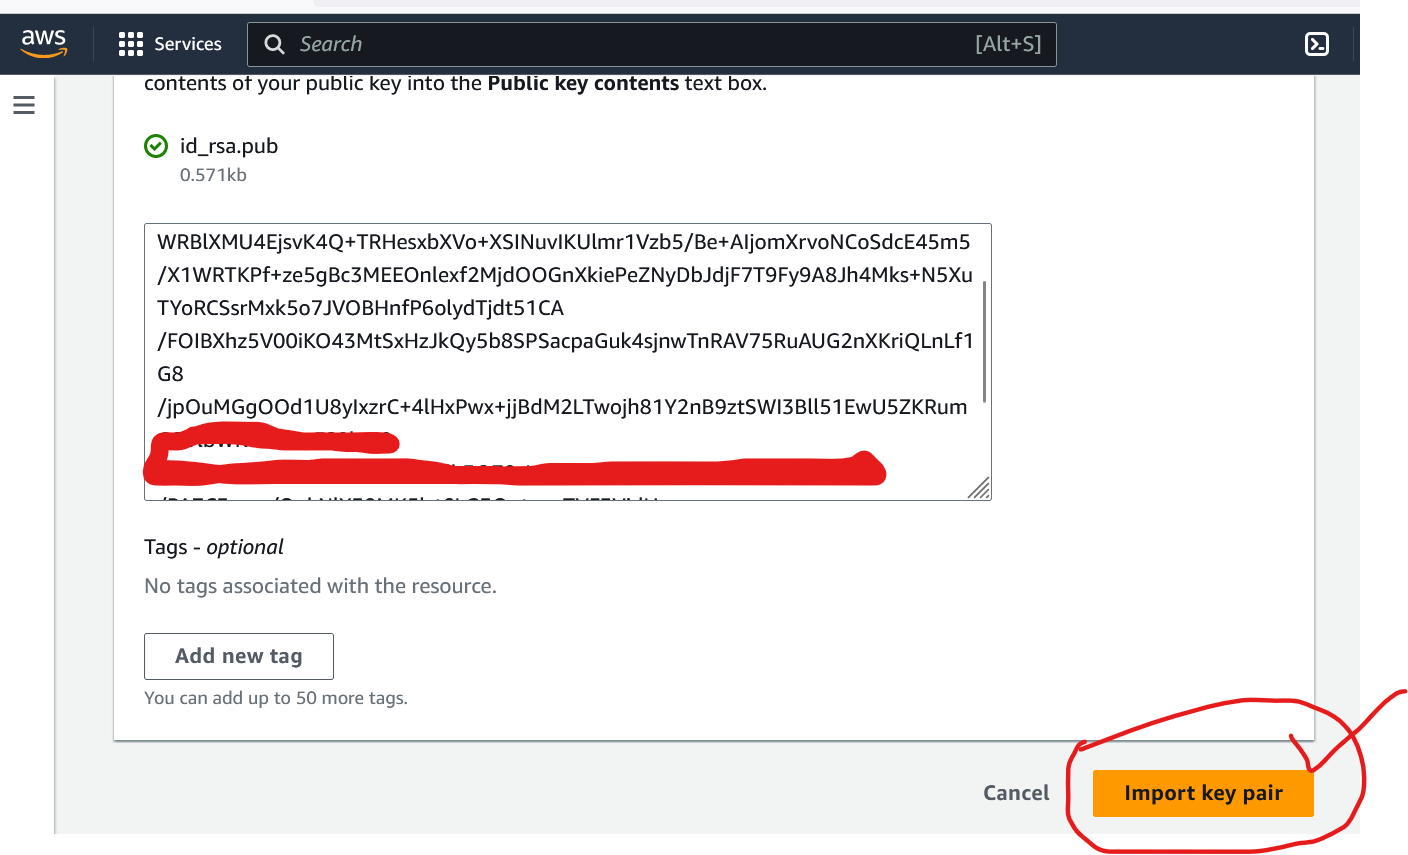 aws
Services
Search
[Alt+S]
contents of your public key into the Public key contents text box.
id_rsa.pub
0.571kb
WRBlXMU4EjsvK4Q+TRHesxbXVo+XSINuvIKUlmr1Vzb5/Be+AIjomXrvoNCoSdcE45m5
/X1WRTKPf+ze5gBc3MEEOnlexf2MjdOOGnXkiePeZNyDbJdjF7T9Fy9A8Jh4Mks+N5Xu
TYoRCSsrMxk5o7JVOBHnfP6olydTjdt51CA
/FOIBXhz5V00iKO43MtSxHzJkQy5b8SPSacpaGuk4sjnwTnRAV75RuAUG2nXKriQLnLf1
G8
/jpOuMGgOOd1U8yIxzrC+4lHxPwx+jjBdM2LTwojh81Y2nB9ztSWI3Bll51EwU5ZKRum
Tags - optional
No tags associated with the resource.
Add new tag
You can add up to 50 more tags.
Cancel
Import key pair